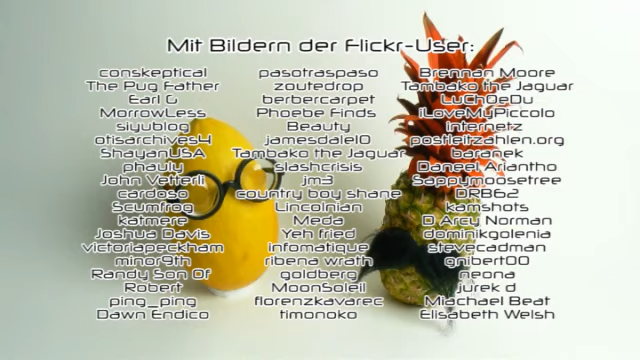 Mit Bildern der Flickr-User:
conskeptical pasotraspaso Brennan Moore
The Pug Father zoutedrop Tambako the Jaguar
Earl G berbercarpet LuCh0eDu
MorrowLess Phoebe Finds iLoveMyPiccolo
siyublog Beauty internetz
otisarchives4 jamesdale10 postleitzahlen.org
ShayanUSA Tambako the Jaguar baranek
phauly slashcrisis Daneel Ariantho
John Vetterli jm3 Sappymoosetree
cardoso country boy shane DRB62
Scumfrog Lincolnian kamshots
katmere Meda D Arcy Norman
Joshua Davis Yeh fried dominikgolenia
victoriapeckham infomatique stevecadman
minor9th ribena wrath gnibert00
Randy Son Of goldberg neona
Robert MoonSoleil jurek d
ping_ping florenzkavarec Miachael Beat
Dawn Endico timonoko Elisabeth Welsh